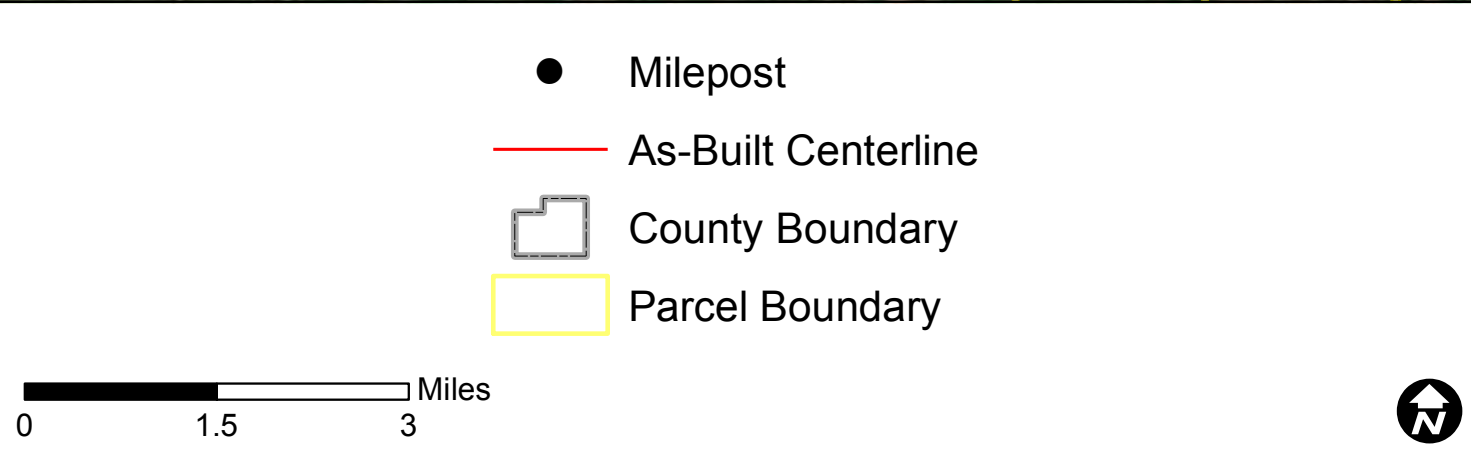 Milepost
As-Built Centerline
County Boundary
Parcel Boundary
Miles
0 1.5 3
N